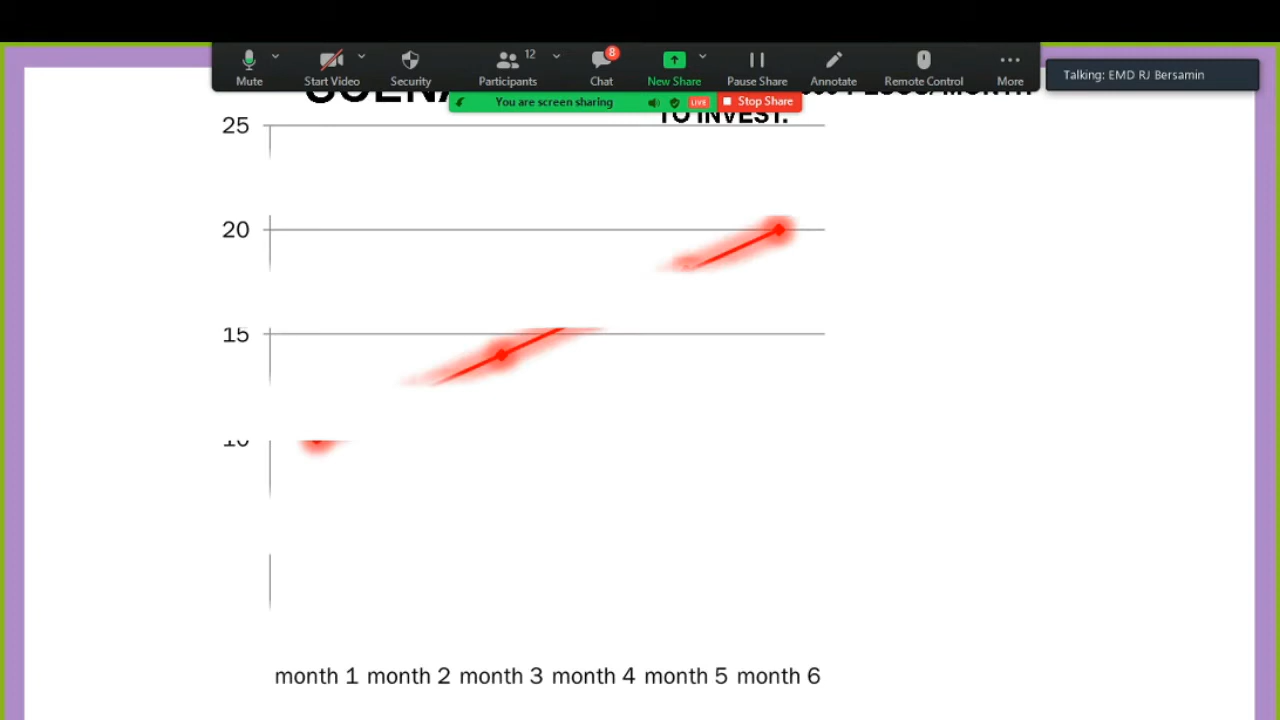 Mute
Start Video
Security
Participants
12
Chat
8
New Share
Pause Share
Annotate
Remote Control
More
Talking: EMD RJ Bersamin
You are screen sharing
LIVE
Stop Share
TO INVEST.
25
20
15
10
month 1 month 2 month 3 month 4 month 5 month 6